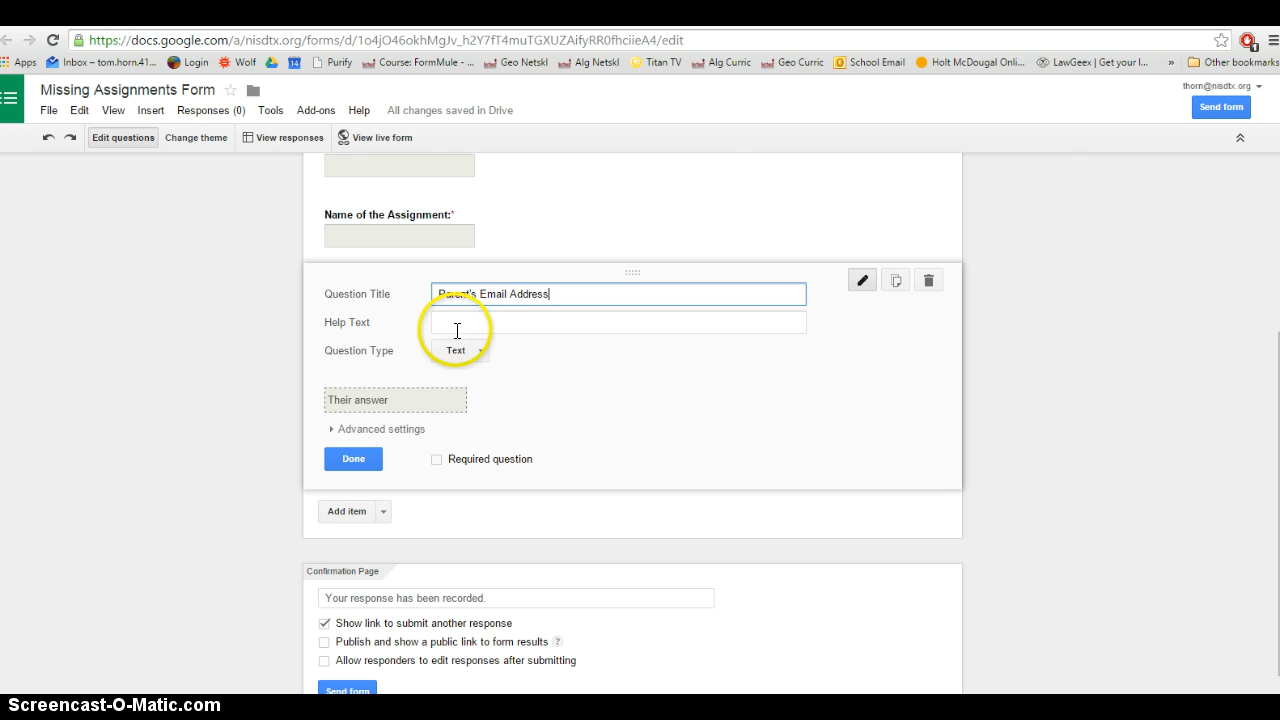 https://docs.google.com/a/nisdtx.org/forms/d/1o4jO46okhMgJv_h2Y7fT4muTGXUZAifyRR0fhciieA4/edit
Apps Inbox – tom.horn.41... Login Wolf 14 Purify Course: FormMule - ... Geo Netskl Alg Netskl Titan TV Alg Curric Geo Curric School Email Holt McDougal Onlin... LawGeex | Get your l... » Other bookmarks
Missing Assignments Form thorn@nisdtx.org
File Edit View Insert Responses (0) Tools Add-ons Help All changes saved in Drive Send form
Edit questions Change theme View responses View live form
Name of the Assignment:*
Question Title Parent's Email Address
Help Text
Question Type Text
Their answer
Advanced settings
Done Required question
Add item
Confirmation Page
Your response has been recorded.
Show link to submit another response
Publish and show a public link to form results ?
Allow responders to edit responses after submitting
Send form
Screencast-O-Matic.com